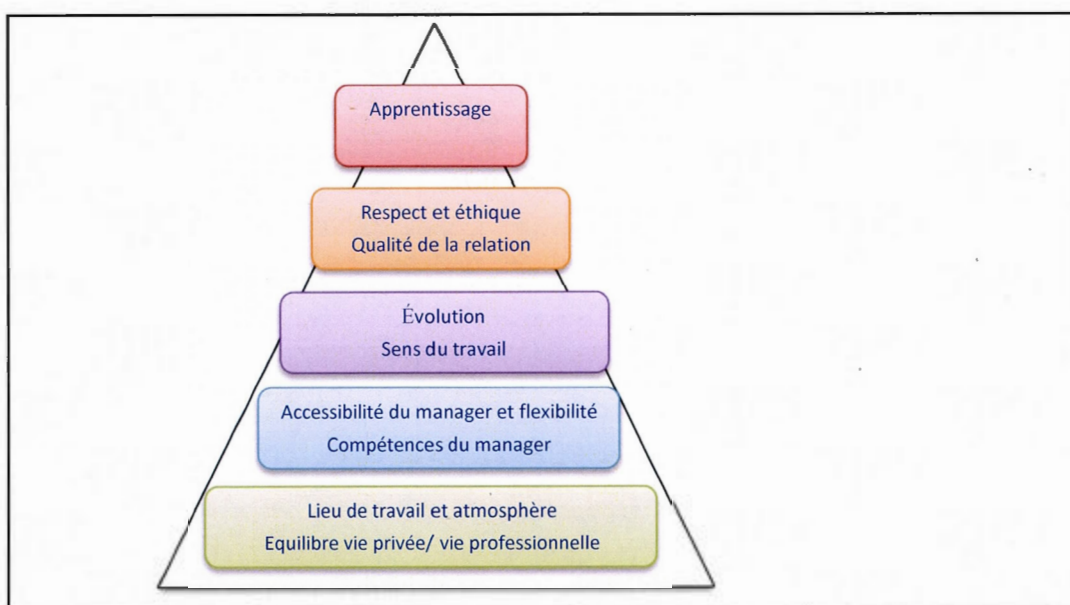 Apprentissage
Respect et éthique
Qualité de la relation
Évolution
Sens du travail
Accessibilité du manager et flexibilité
Compétences du manager
Lieu de travail et atmosphère
Equilibre vie privée/ vie professionnelle